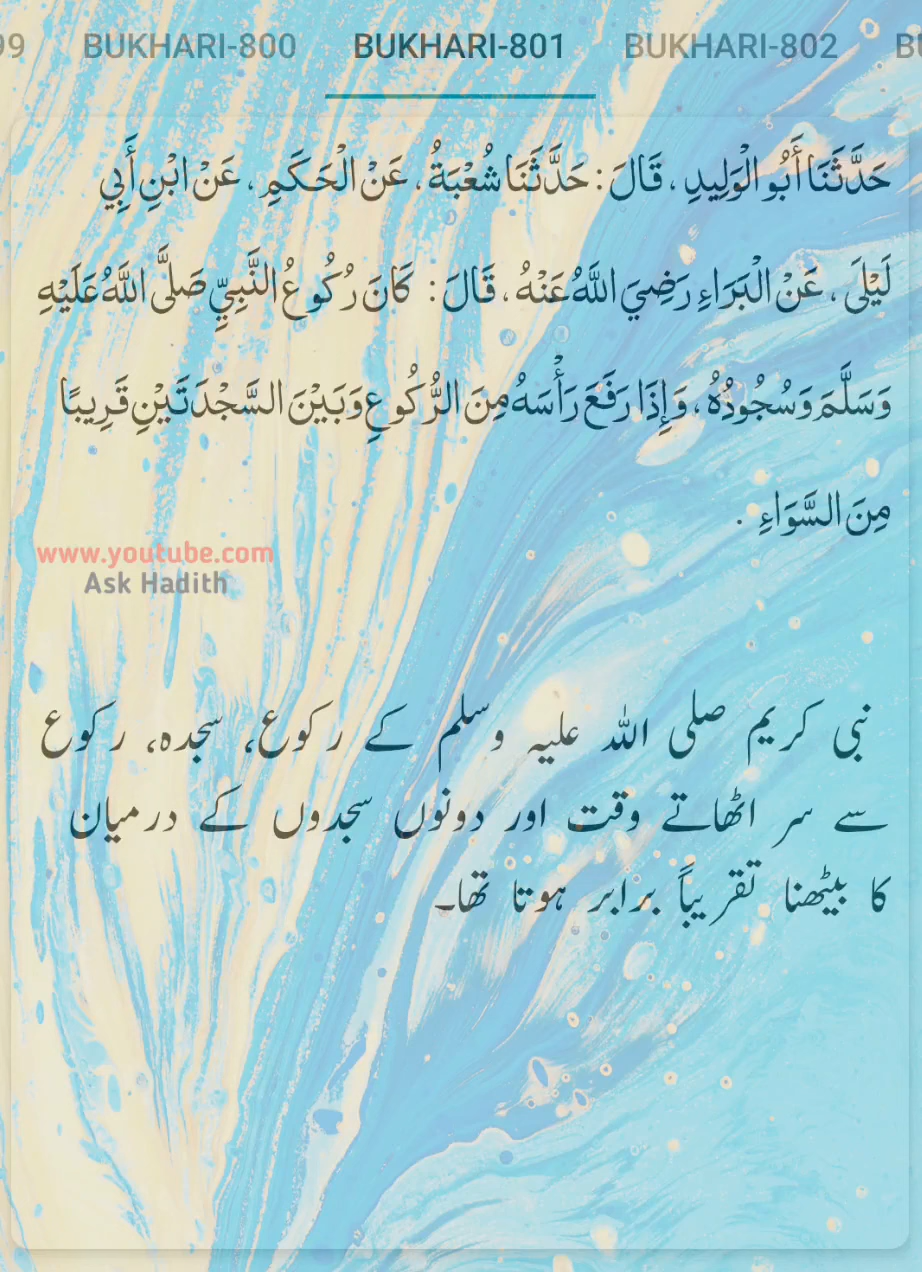 99 BUKHARI-800 BUKHARI-801 BUKHARI-802 BU
حَدَّثَنَا أَبُو الْوَلِيدِ ، قَالَ : حَدَّثَنَا شُعْبَةُ ، عَنْ الْحَكَمِ ، عَنْ ابْنِ أَبِي
لَيْلَى ، عَنْ الْبَرَاءِ رَضِيَ اللَّهُ عَنْهُ ، قَالَ : كَانَ رُكُوعُ النَّبِيِّ صَلَّى اللَّهُ عَلَيْهِ
وَسَلَّمَ وَسُجُودُهُ ، وَإِذَا رَفَعَ رَأْسَهُ مِنَ الرُّكُوعِ وَبَيْنَ السَّجْدَتَيْنِ قَرِيبًا
مِنَ السَّوَاءِ .
www.youtube.com
Ask Hadith
نبی کریم صلی اللہ علیہ وسلم کے رکوع، سجدہ، رکوع
سے سر اٹھاتے وقت اور دونوں سجدوں کے درمیان
کا بیٹھنا تقریباً برابر ہوتا تھا۔